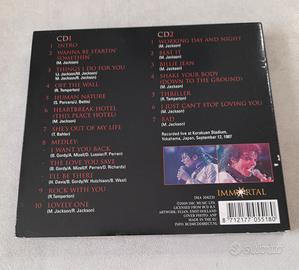 CD1
1 INTRO
2 WANNA BE STARTIN'
SOMETHIN'
(M. Jackson)
3 THINGS I DO FOR YOU
4 OFF THE WALL
(R.Temperton)
5 HUMAN NATURE
(S. Porcaro/J. Bettis)
6 HEARTBREAK HOTEL
(THIS PLACE HOTEL)
(M. Jackson)
7 SHE'S OUT OF MY LIFE
(T. Bahler)
8 MEDLEY:
I WANT YOU BACK
THE LOVE YOU SAVE
I'LL BE THERE
9 ROCK WITH YOU
(R.Temperton)
10 LOVELY ONE
(M. Jackson/R. Jackson)
CD2
1 WORKING DAY AND NIGHT
(M. Jackson)
2 BEAT IT
(M. Jackson)
3 BILLIE JEAN
(M. Jackson)
4 SHAKE YOUR BODY
(DOWN TO THE GROUND)
5 THRILLER
(R.Temperton)
6 I JUST CAN'T STOP LOVING
YOU
7 BAD
(M. Jackson)
Recorded live at Korakuen Stadium,
Yokohama, Japan, September 12, 1987
IMMORTAL
8 712177 055180
subito